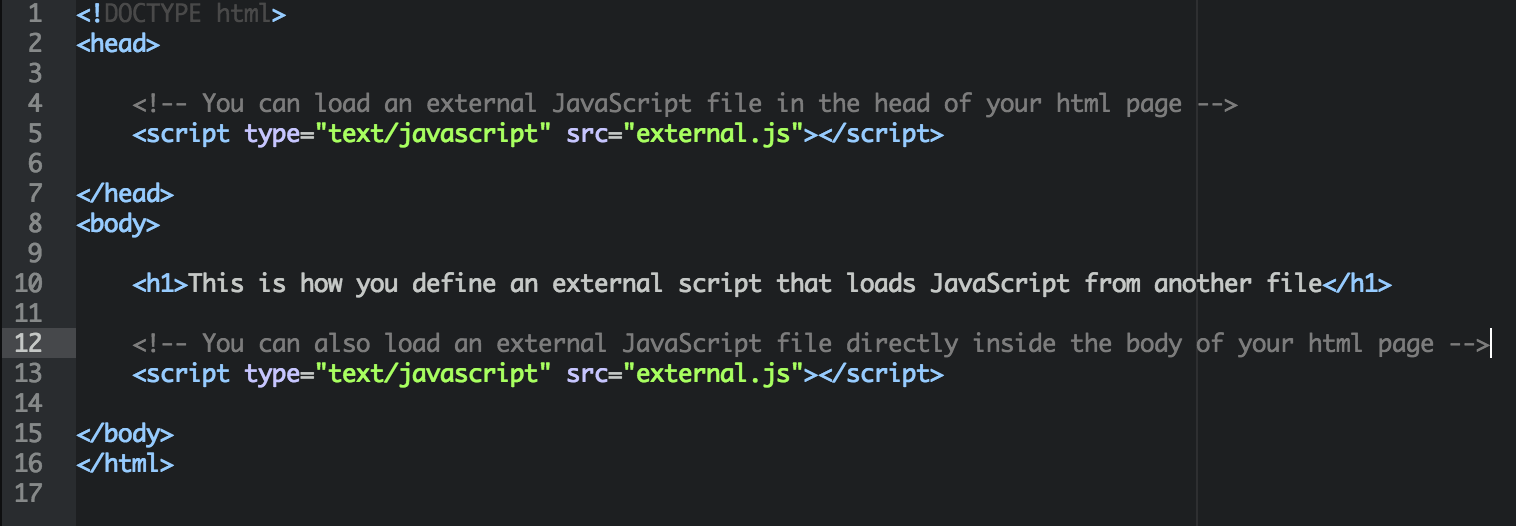 1 <!DOCTYPE html>
2 <head>
3
4 <!-- You can load an external JavaScript file in the head of your html page -->
5 <script type="text/javascript" src="external.js"></script>
6
7 </head>
8 <body>
9
10 <h1>This is how you define an external script that loads JavaScript from another file</h1>
11
12 <!-- You can also load an external JavaScript file directly inside the body of your html page -->
13 <script type="text/javascript" src="external.js"></script>
14
15 </body>
16 </html>
17